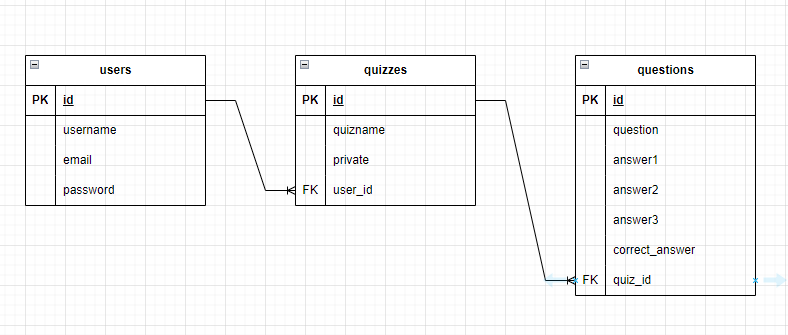 users
PK id
username
email
password
quizzes
PK id
quizname
private
FK user_id
questions
PK id
question
answer1
answer2
answer3
correct_answer
FK quiz_id